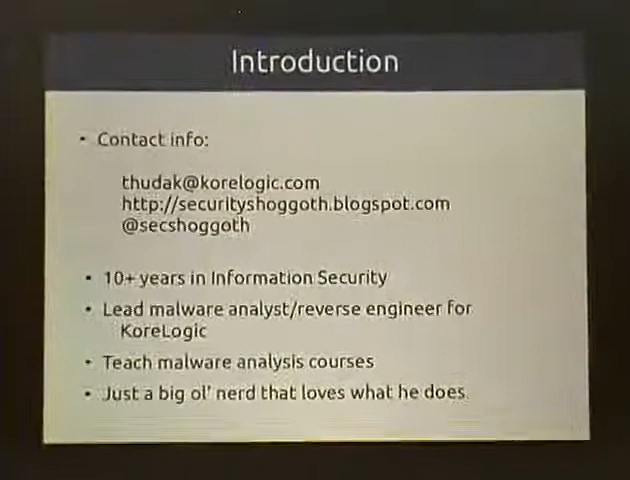 Introduction
• Contact info:
thudak@korelogic.com
http://securityshoggoth.blogspot.com
@secshoggoth
• 10+ years in Information Security
• Lead malware analyst/reverse engineer for
KoreLogic
• Teach malware analysis courses
• Just a big ol' nerd that loves what he does